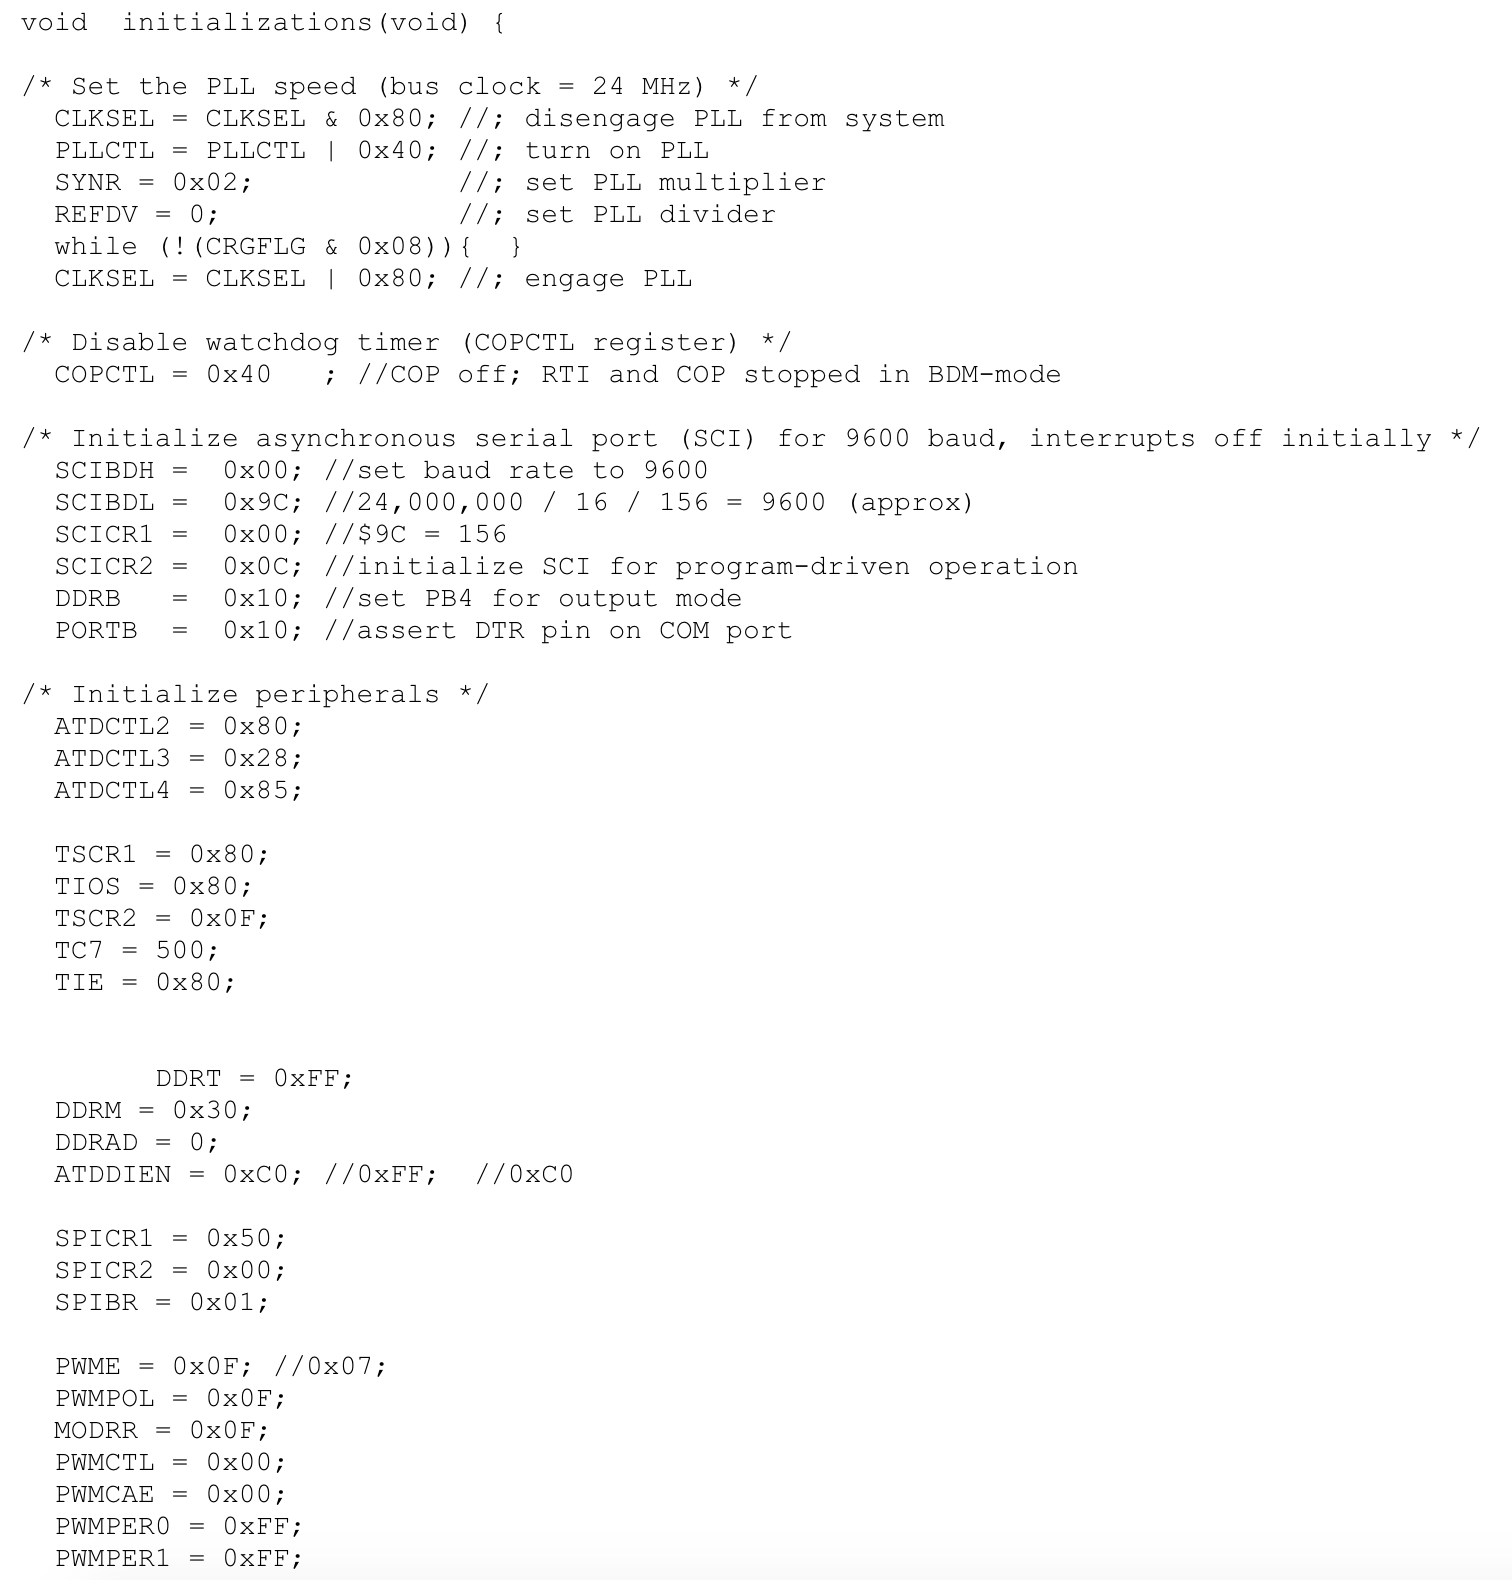 void  initializations(void) {

/* Set the PLL speed (bus clock = 24 MHz) */
  CLKSEL = CLKSEL & 0x80; //; disengage PLL from system
  PLLCTL = PLLCTL | 0x40; //; turn on PLL
  SYNR = 0x02;            //; set PLL multiplier
  REFDV = 0;              //; set PLL divider
  while (!(CRGFLG & 0x08)){  }
  CLKSEL = CLKSEL | 0x80; //; engage PLL

/* Disable watchdog timer (COPCTL register) */
  COPCTL = 0x40   ; //COP off; RTI and COP stopped in BDM-mode

/* Initialize asynchronous serial port (SCI) for 9600 baud, interrupts off initially */
  SCIBDH =  0x00; //set baud rate to 9600
  SCIBDL =  0x9C; //24,000,000 / 16 / 156 = 9600 (approx)
  SCICR1 =  0x00; //$9C = 156
  SCICR2 =  0x0C; //initialize SCI for program-driven operation
  DDRB   =  0x10; //set PB4 for output mode
  PORTB  =  0x10; //assert DTR pin on COM port

/* Initialize peripherals */
  ATDCTL2 = 0x80;
  ATDCTL3 = 0x28;
  ATDCTL4 = 0x85;

  TSCR1 = 0x80;
  TIOS = 0x80;
  TSCR2 = 0x0F;
  TC7 = 500;
  TIE = 0x80;


        DDRT = 0xFF;
  DDRM = 0x30;
  DDRAD = 0;
  ATDDIEN = 0xC0; //0xFF;  //0xC0

  SPICR1 = 0x50;
  SPICR2 = 0x00;
  SPIBR = 0x01;

  PWME = 0x0F; //0x07;
  PWMPOL = 0x0F;
  MODRR = 0x0F;
  PWMCTL = 0x00;
  PWMCAE = 0x00;
  PWMPER0 = 0xFF;
  PWMPER1 = 0xFF;